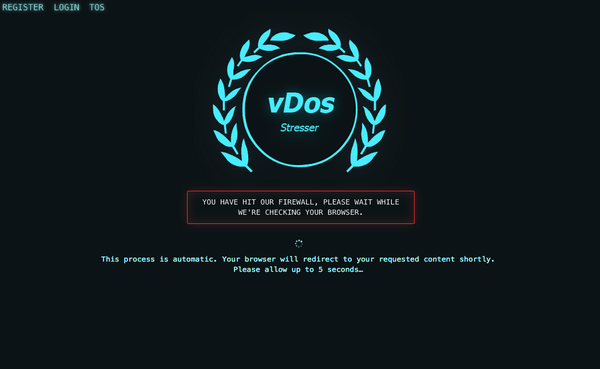 REGISTER LOGIN TOS
vDos
Stresser
YOU HAVE HIT OUR FIREWALL, PLEASE WAIT WHILE
WE'RE CHECKING YOUR BROWSER.
This process is automatic. Your browser will redirect to your requested content shortly.
Please allow up to 5 seconds…